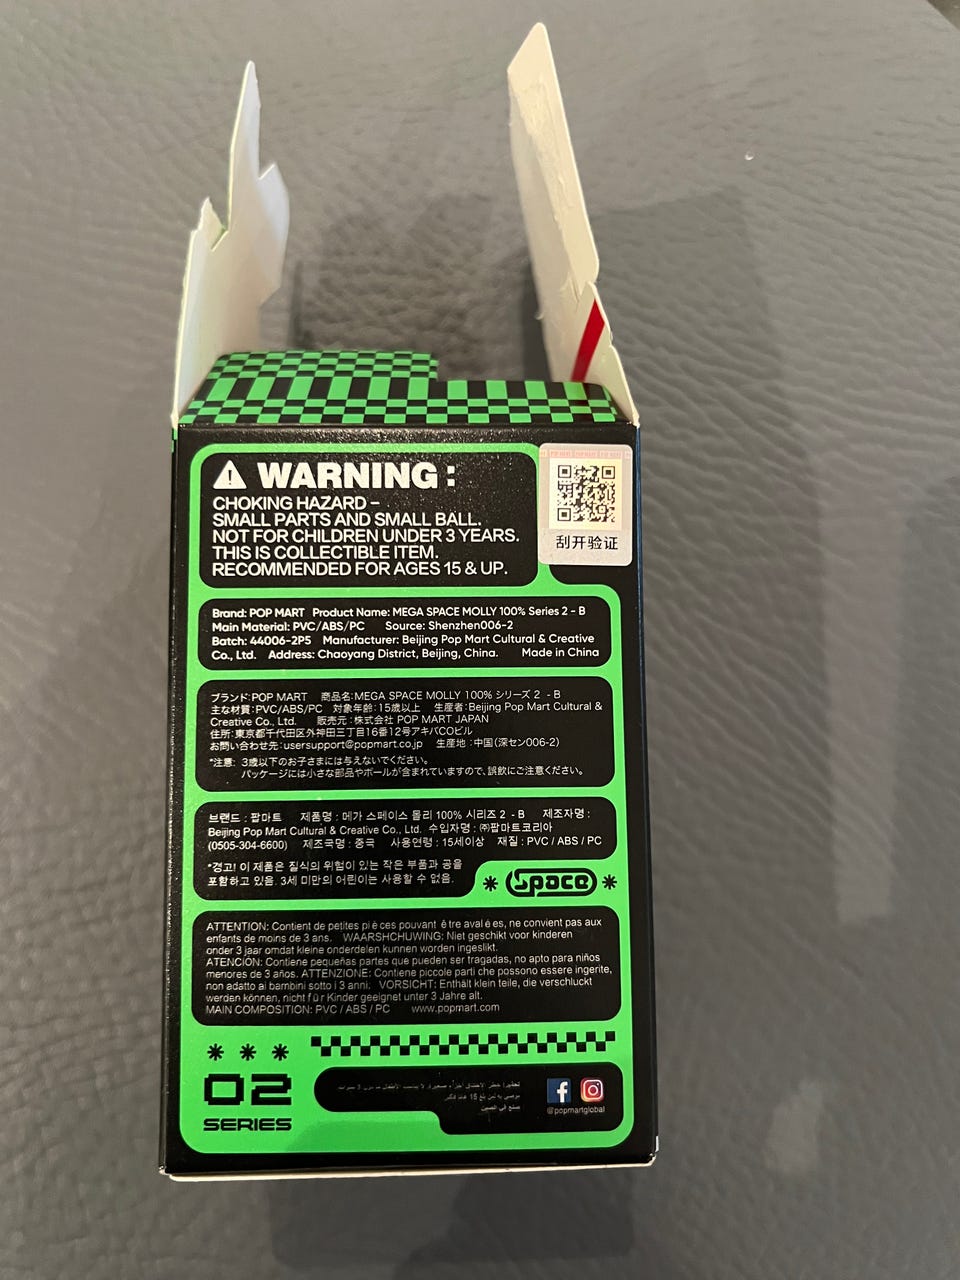 WARNING :
CHOKING HAZARD –
SMALL PARTS AND SMALL BALL.
NOT FOR CHILDREN UNDER 3 YEARS.
THIS IS COLLECTIBLE ITEM.
RECOMMENDED FOR AGES 15 & UP.
刮开验证
Brand: POP MART Product Name: MEGA SPACE MOLLY 100% Series 2 - B
Main Material: PVC/ABS/PC Source: Shenzhen006-2
Batch: 44006-2P5 Manufacturer: Beijing Pop Mart Cultural & Creative
Co., Ltd. Address: Chaoyang District, Beijing, China. Made in China
ブランド:POP MART 商品名:MEGA SPACE MOLLY 100% シリーズ 2 - B
主な材質:PVC/ABS/PC 対象年齢:15歳以上 生産者:Beijing Pop Mart Cultural &
Creative Co., Ltd. 販売元:株式会社 POP MART JAPAN
住所:東京都千代田区外神田三丁目16番12号アキバCOビル
お問い合わせ先:usersupport@popmart.co.jp 生産地:中国(深セン006-2)
*注意: 3歳以下のお子さまには与えないでください。
パッケージには小さな部品やボールが含まれていますので、誤飲にご注意ください。
브랜드 : 팝마트 제품명 : 메가 스페이스 몰리 100% 시리즈 2 - B 제조자명 :
Beijing Pop Mart Cultural & Creative Co., Ltd. 수입자명 : ㈜팝마트코리아
(0505-304-6600) 제조국명 : 중국 사용연령 : 15세이상 재질 : PVC / ABS / PC
*경고! 이 제품은 질식의 위험이 있는 작은 부품과 공을
포함하고 있음. 3세 미만의 어린이는 사용할 수 없음.
* Space *
ATTENTION: Contient de petites pi è ces pouvant ê tre aval é es, ne convient pas aux
enfants de moins de 3 ans. WAARSHCHUWING: Niet geschikt voor kinderen
onder 3 jaar omdat kleine onderdelen kunnen worden ingeslikt.
ATENCIÓN: Contiene pequeñas partes que pueden ser tragadas, no apto para niños
menores de 3 años. ATTENZIONE: Contiene piccole parti che possono essere ingerite,
non adatto ai bambini sotto i 3 anni. VORSICHT: Enthält klein teile, die verschluckt
werden können, nicht f ü r Kinder geeignet unter 3 Jahre alt.
MAIN COMPOSITION: PVC / ABS / PC www.popmart.com
* * *
02
SERIES
@popmartglobal